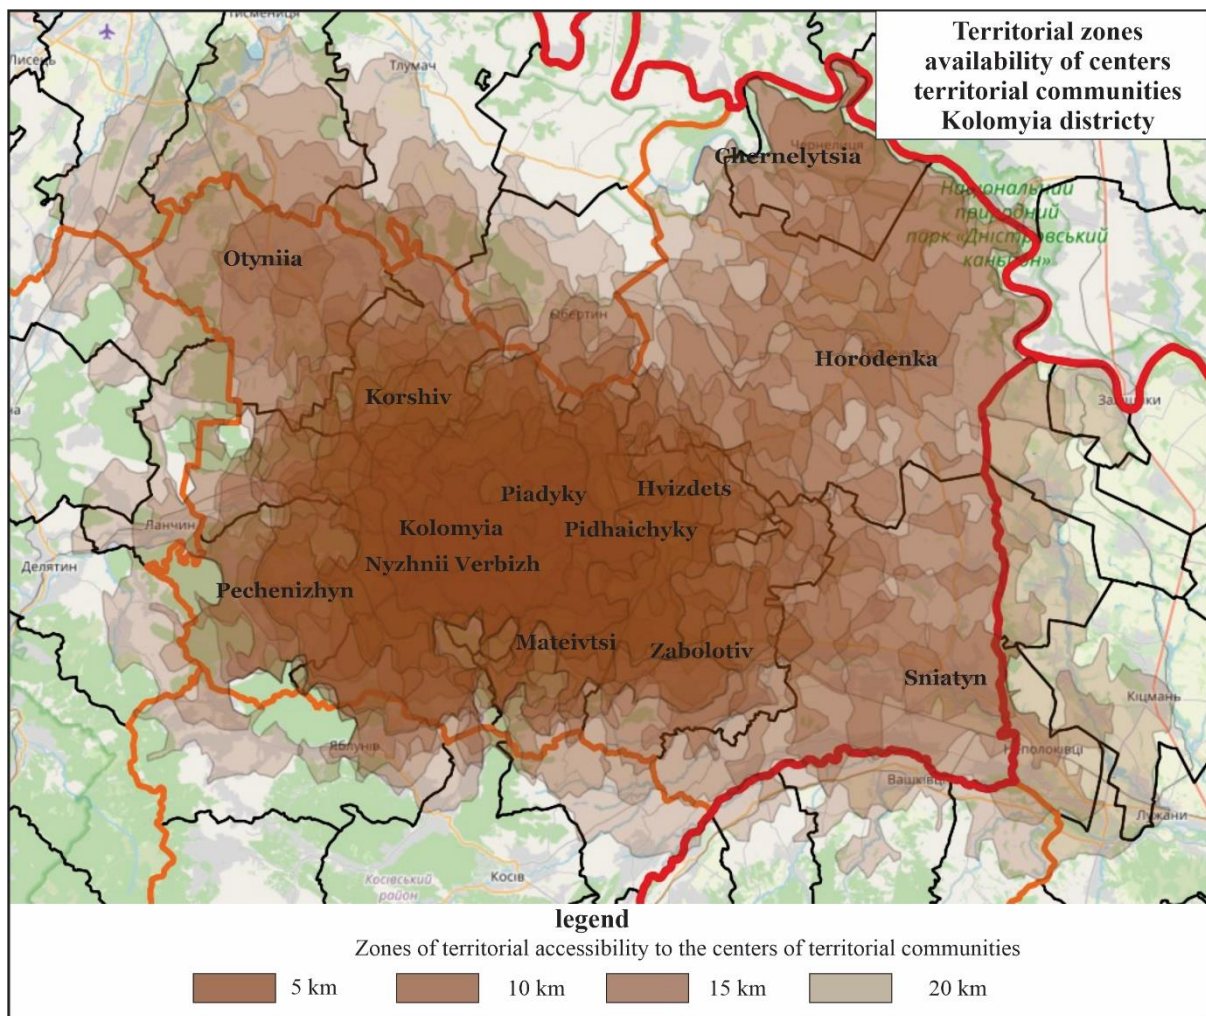 Territorial zones
availability of centers
territorial communities
Kolomyia districty
Лисець
Тлумач
Чернелиця
Chernelytsia
Національний
природний
парк «Дністровський
каньйон»
Otyniia
Обертин
Horodenka
Korshiv
Piadyky
Hvizdets
Kolomyia
Pidhaichyky
Ланчин
Nyzhnii Verbizh
Делятин
Pechenizhyn
Mateivtsi
Zabolotiv
Sniatyn
Кіцмань
Яблунів
Неполоківці
Лужани
Косів
Косівський
район
legend
Zones of territorial accessibility to the centers of territorial communities
5 km
10 km
15 km
20 km